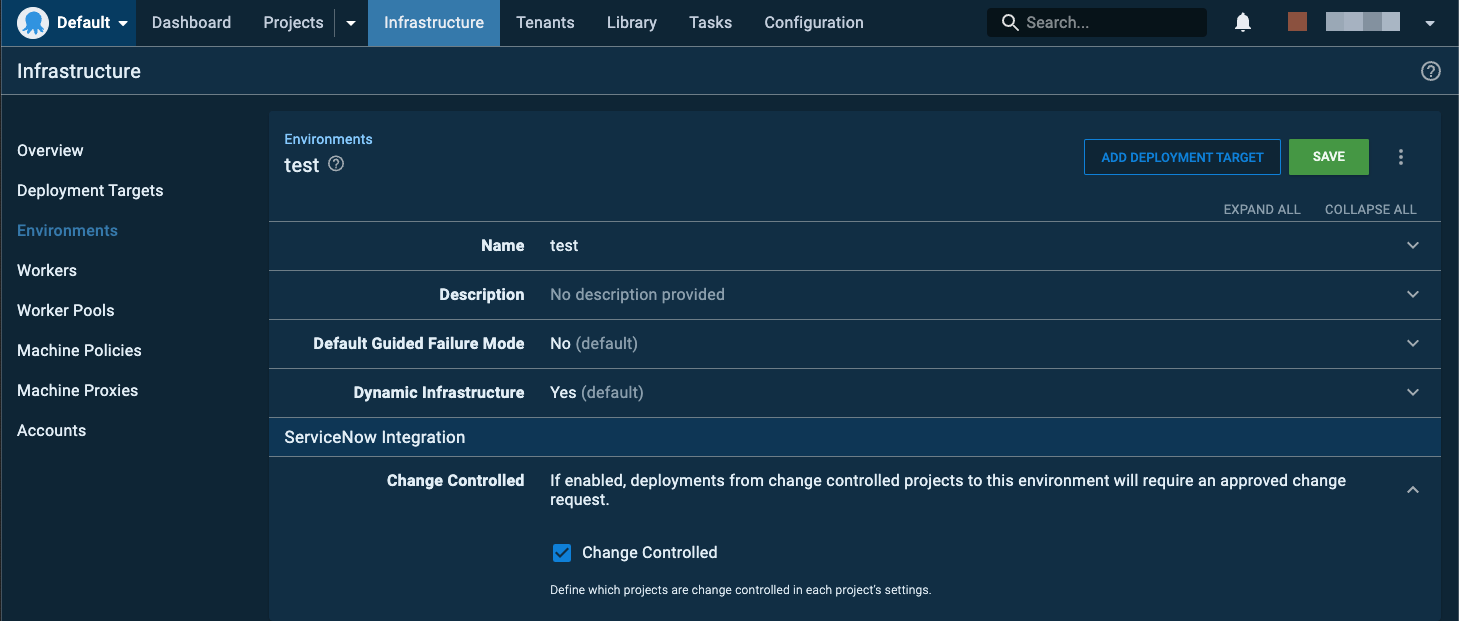 Default Dashboard Projects Infrastructure Tenants Library Tasks Configuration Search...
Infrastructure
Overview
Deployment Targets
Environments
Workers
Worker Pools
Machine Policies
Machine Proxies
Accounts
Environments
test
ADD DEPLOYMENT TARGET SAVE
EXPAND ALL COLLAPSE ALL
Name test
Description No description provided
Default Guided Failure Mode No (default)
Dynamic Infrastructure Yes (default)
ServiceNow Integration
Change Controlled If enabled, deployments from change controlled projects to this environment will require an approved change
request.
Change Controlled
Define which projects are change controlled in each project's settings.